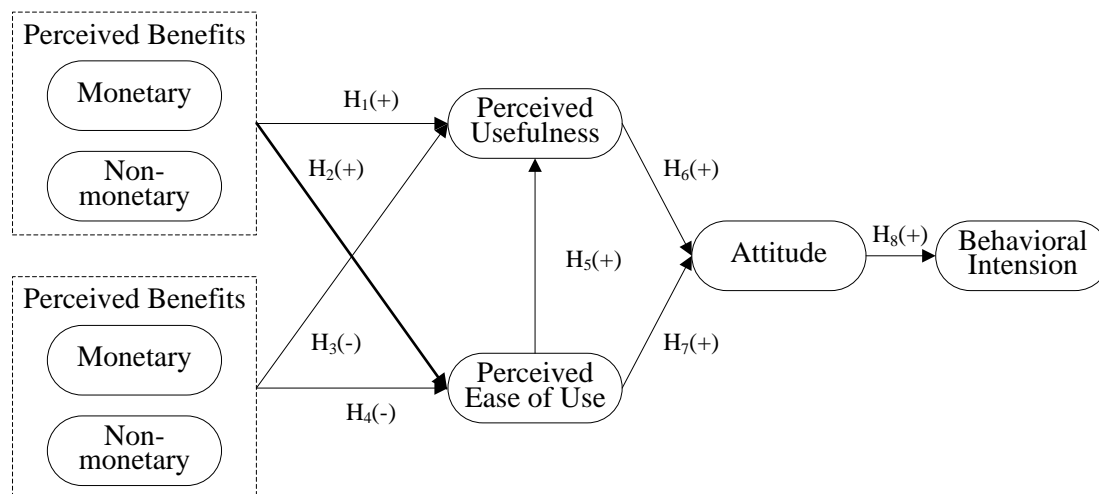 Perceived Benefits
Monetary
Non-
monetary
H1(+)
H2(+)
Perceived
Usefulness
H6(+)
H5(+)
Attitude
H8(+)
Behavioral
Intension
Perceived Benefits
Monetary
Non-
monetary
H3(-)
H4(-)
Perceived
Ease of Use
H7(+)